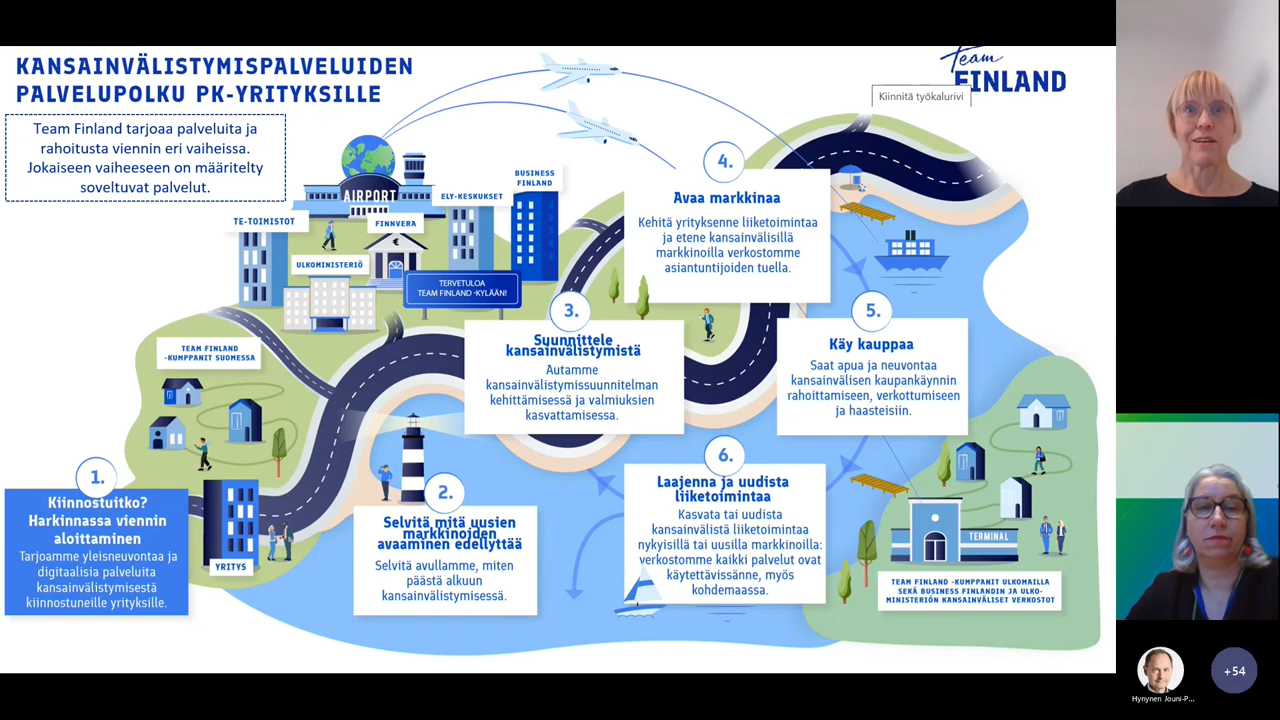 KANSAINVÄLISTYMISPALVELUIDEN
PALVELUPOLKU PK-YRITYKSILLE
Team Finland tarjoaa palveluita ja
rahoitusta viennin eri vaiheissa.
Jokaiseen vaiheeseen on määritelty
soveltuvat palvelut.
Team
FINLAND
Kiinnitä työkalurivi
AIRPORT
TE-TOIMISTOT
FINNVERA
ELY-KESKUKSET
BUSINESS
FINLAND
ULKOMINISTERIÖ
€
TERVETULOA
TEAM FINLAND -KYLÄÄN!
TEAM FINLAND
-KUMPPANIT SUOMESSA
1.
Kiinnostuitko?
Harkinnassa viennin
aloittaminen
Tarjoamme yleisneuvontaa ja
digitaalisia palveluita
kansainvälistymisestä
kiinnostuneille yrityksille.
YRITYS
2.
Selvitä mitä uusien
markkinoiden
avaaminen edellyttää
Selvitä avullamme, miten
päästä alkuun
kansainvälistymisessä.
3.
Suunnittele
kansainvälistymistä
Autamme
kansainvälistymissuunnitelman
kehittämisessä ja valmiuksien
kasvattamisessa.
4.
Avaa markkinaa
Kehitä yrityksenne liiketoimintaa
ja etene kansainvälisillä
markkinoilla verkostomme
asiantuntijoiden tuella.
5.
Käy kauppaa
Saat apua ja neuvontaa
kansainvälisen kaupankäynnin
rahoittamiseen, verkottumiseen
ja haasteisiin.
6.
Laajenna ja uudista
liiketoimintaa
Kasvata tai uudista
kansainvälistä liiketoimintaa
nykyisillä tai uusilla markkinoilla:
verkostomme kaikki palvelut ovat
käytettävissänne, myös
kohdemaassa.
TERMINAL
TEAM FINLAND -KUMPPANIT ULKOMAILLA
SEKÄ BUSINESS FINLANDIN JA ULKO-
MINISTERIÖN KANSAINVÄLISET VERKOSTOT
Hynynen Jouni-P...
+54